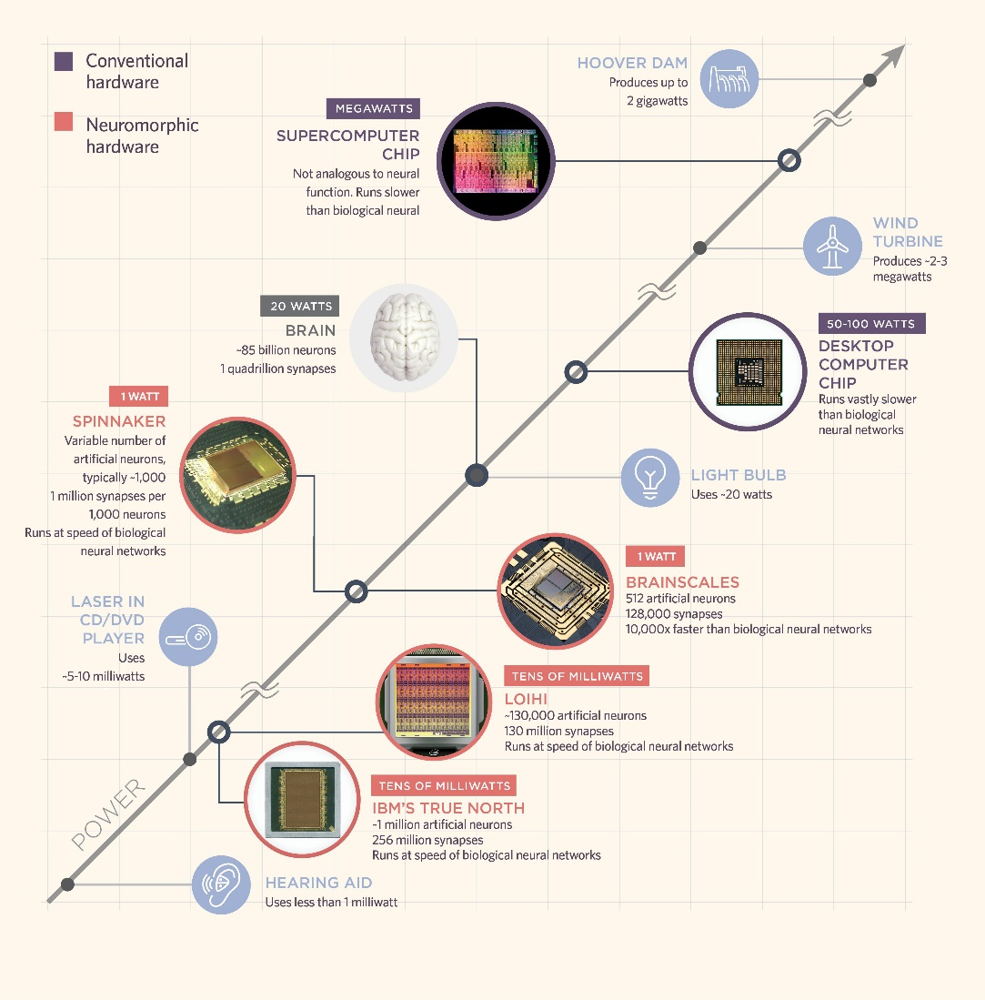 Conventional
hardware
Neuromorphic
hardware
HOOVER DAM
Produces up to
2 gigawatts
MEGAWATTS
SUPERCOMPUTER
CHIP
Not analogous to neural
function. Runs slower
than biological neural
WIND
TURBINE
Produces ~2-3
megawatts
20 WATTS
BRAIN
~85 billion neurons
1 quadrillion synapses
50-100 WATTS
DESKTOP
COMPUTER
CHIP
Runs vastly slower
than biological
neural networks
1 WATT
SPINNAKER
Variable number of
artificial neurons,
typically ~1,000
1 million synapses per
1,000 neurons
Runs at speed of biological
neural networks
LIGHT BULB
Uses ~20 watts
1 WATT
BRAINSCALES
512 artificial neurons
128,000 synapses
10,000x faster than biological neural networks
LASER IN
CD/DVD
PLAYER
Uses
~5-10 milliwatts
TENS OF MILLIWATTS
LOIHI
~130,000 artificial neurons
130 million synapses
Runs at speed of biological neural networks
TENS OF MILLIWATTS
IBM'S TRUE NORTH
~1 million artificial neurons
256 million synapses
Runs at speed of biological neural networks
POWER
HEARING AID
Uses less than 1 milliwatt